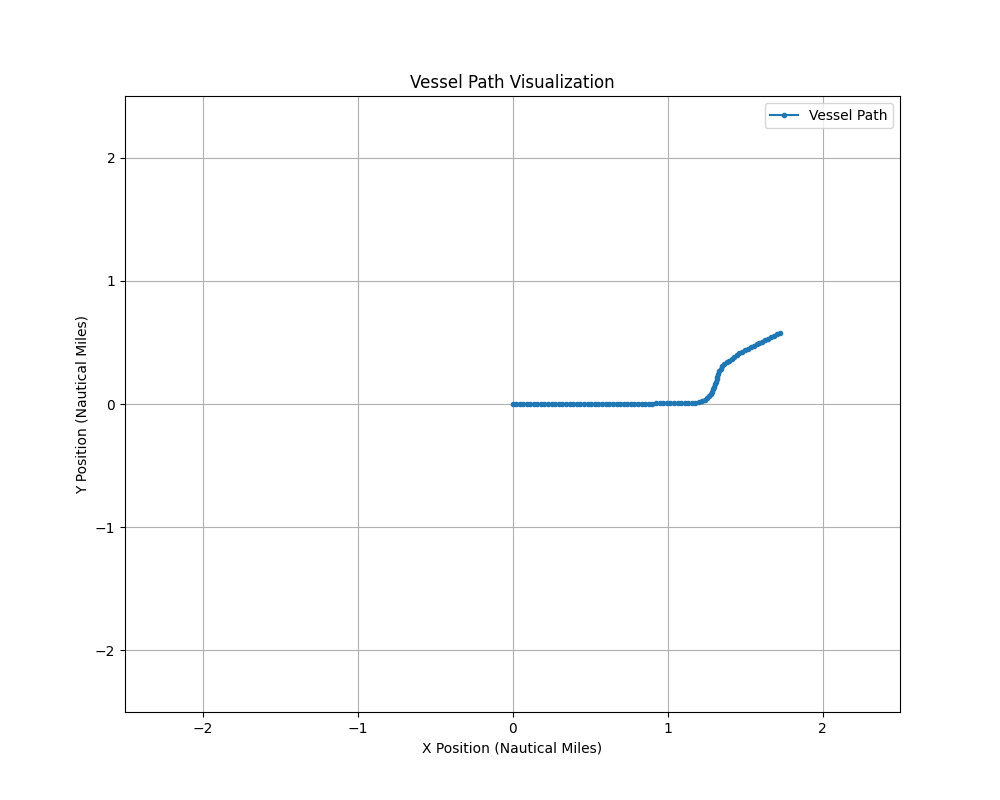 Vessel Path Visualization
Vessel Path
2
1
0
−1
−2
Y Position (Nautical Miles)
−2
−1
0
1
2
X Position (Nautical Miles)